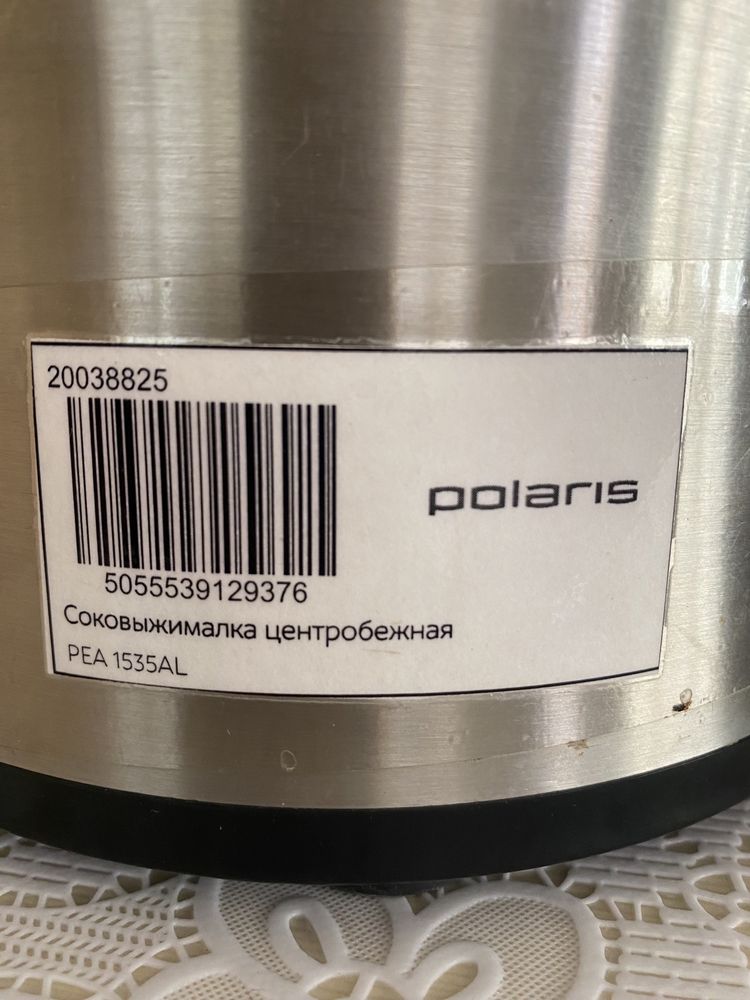 20038825
polaris
5055539129376
Соковыжималка центробежная
PEA 1535AL